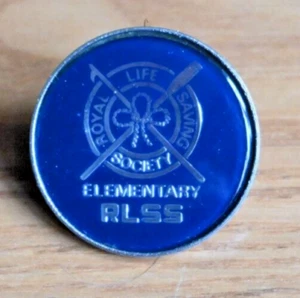 ROYAL LIFE SAVING
SOCIETY
ELEMENTARY
RLSS